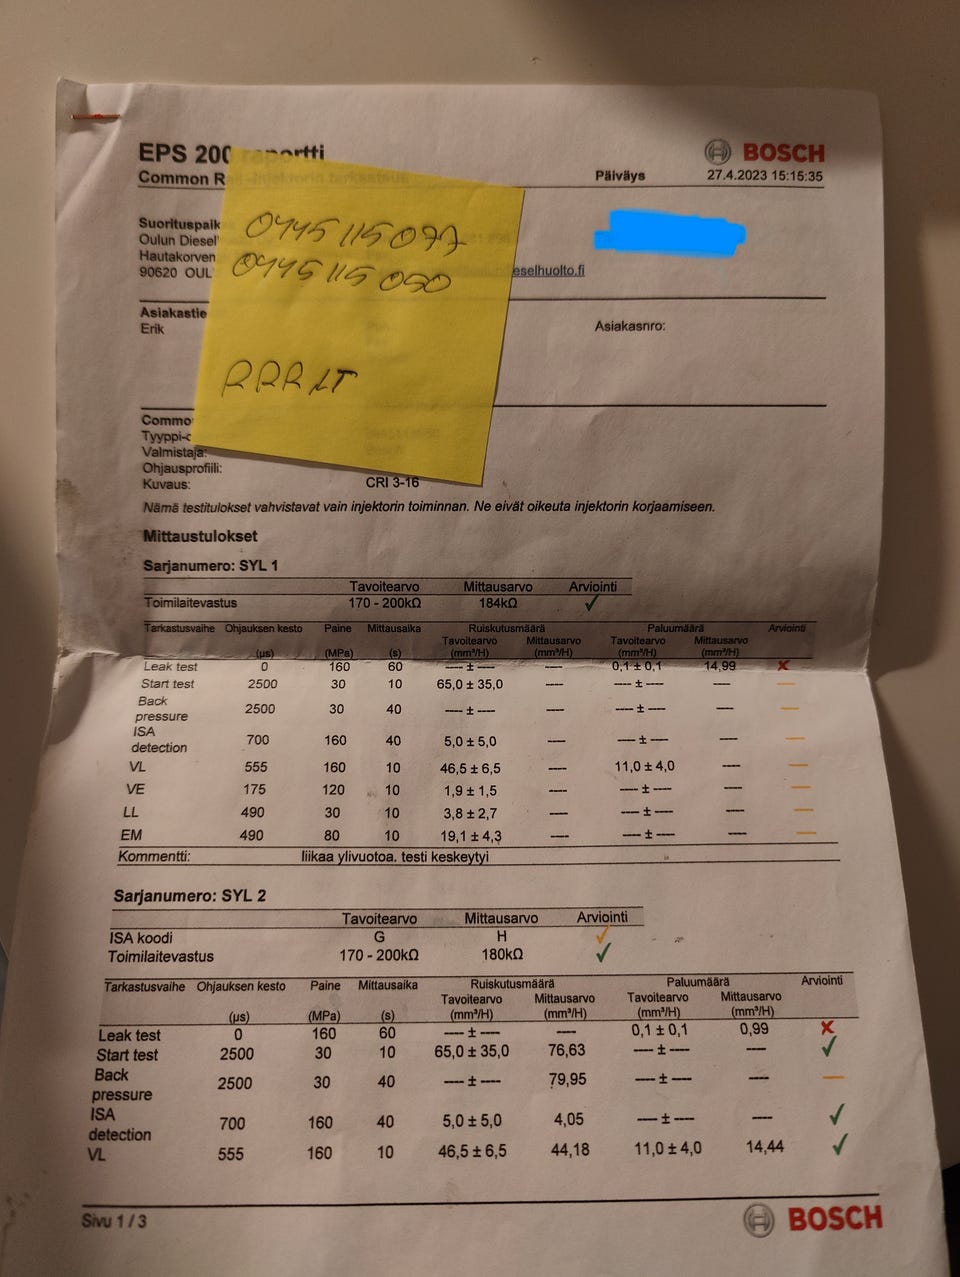 EPS 200 raportti
BOSCH
Common R
Päiväys 27.4.2023 15:15:35
Suorituspaik
Oulun Diesel
Hautakorven
90620 OUL
eselhuolto.fi
0445115077
0445115050
RRR LT
Asiakastie
Erik
Asiakasnro:
Commo
Tyyppi-
Valmistaja:
Ohjausprofiili:
Kuvaus: CRI 3-16
Nämä testitulokset vahvistavat vain injektorin toiminnan. Ne eivät oikeuta injektorin korjaamiseen.
Mittaustulokset
Sarjanumero: SYL 1
Tavoitearvo Mittausarvo Arviointi
Toimilaitevastus 170 - 200kΩ 184kΩ ✓
Tarkastusvaihe Ohjauksen kesto Paine Mittausaika Ruiskutusmäärä Paluumäärä Arviointi
Tavoitearvo Mittausarvo Tavoitearvo Mittausarvo
(µs) (MPa) (s) (mm³/H) (mm³/H) (mm³/H) (mm³/H)
Leak test 0 160 60 ---- ± ---- ---- 0,1 ± 0,1 14,99 ✗
Start test 2500 30 10 65,0 ± 35,0 ---- ---- ± ---- ---- —
Back pressure 2500 30 40 ---- ± ---- ---- ---- ± ---- ---- —
ISA detection 700 160 40 5,0 ± 5,0 ---- ---- ± ---- ---- —
VL 555 160 10 46,5 ± 6,5 ---- 11,0 ± 4,0 ---- —
VE 175 120 10 1,9 ± 1,5 ---- ---- ± ---- ---- —
LL 490 30 10 3,8 ± 2,7 ---- ---- ± ---- ---- —
EM 490 80 10 19,1 ± 4,3 ---- ---- ± ---- ---- —
Kommentti: liikaa ylivuotoa. testi keskeytyi
Sarjanumero: SYL 2
Tavoitearvo Mittausarvo Arviointi
ISA koodi G H ✓
Toimilaitevastus 170 - 200kΩ 180kΩ ✓
Tarkastusvaihe Ohjauksen kesto Paine Mittausaika Ruiskutusmäärä Paluumäärä Arviointi
Tavoitearvo Mittausarvo Tavoitearvo Mittausarvo
(µs) (MPa) (s) (mm³/H) (mm³/H) (mm³/H) (mm³/H)
Leak test 0 160 60 ---- ± ---- ---- 0,1 ± 0,1 0,99 ✗
Start test 2500 30 10 65,0 ± 35,0 76,63 ---- ± ---- ---- ✓
Back pressure 2500 30 40 ---- ± ---- 79,95 ---- ± ---- ---- —
ISA detection 700 160 40 5,0 ± 5,0 4,05 ---- ± ---- ---- ✓
VL 555 160 10 46,5 ± 6,5 44,18 11,0 ± 4,0 14,44 ✓
Sivu 1 / 3
BOSCH